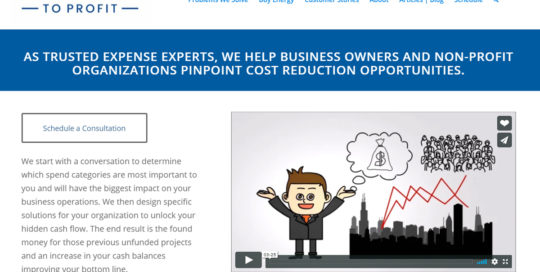 Problems We Solve Buy Energy Customer Stories About Articles | Blog Schedule
TO PROFIT
AS TRUSTED EXPENSE EXPERTS, WE HELP BUSINESS OWNERS AND NON-PROFIT
ORGANIZATIONS PINPOINT COST REDUCTION OPPORTUNITIES.
Schedule a Consultation
We start with a conversation to determine
which spend categories are most important to
you and will have the biggest impact on your
business operations. We then design specific
solutions for your organization to unlock your
hidden cash flow. The end result is the found
money for those previous unfunded projects
and an increase in your cash balances
improving your bottom line.
$